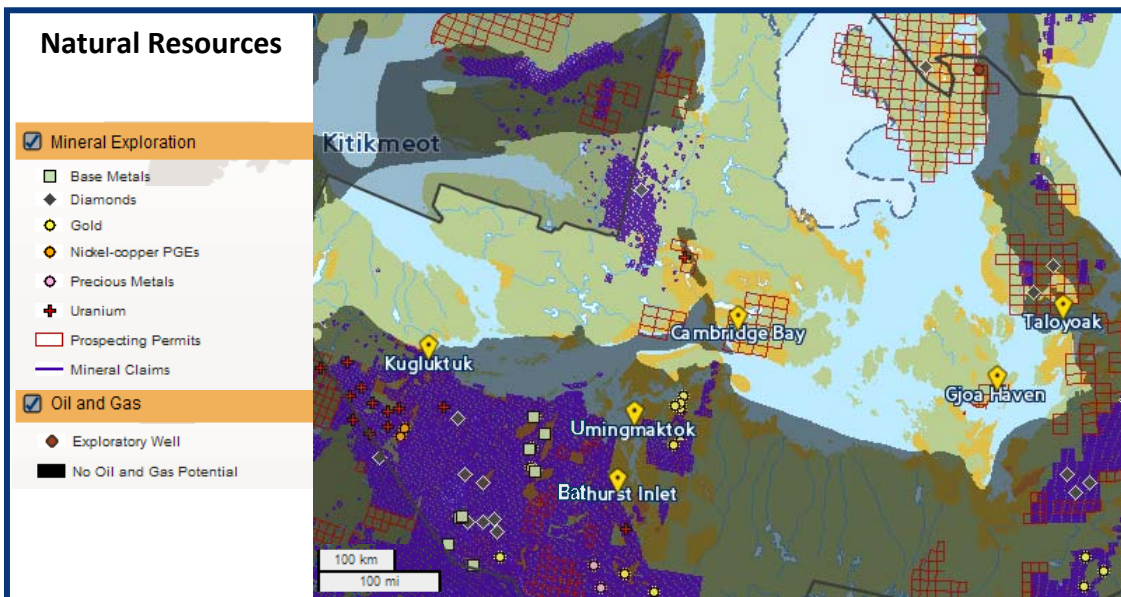 Natural Resources
Mineral Exploration
Base Metals
Diamonds
Gold
Nickel-copper PGEs
Precious Metals
Uranium
Prospecting Permits
Mineral Claims
Oil and Gas
Exploratory Well
No Oil and Gas Potential
Kitikmeot
Cambridge Bay
Taloyoak
Kugluktuk
Gjoa Haven
Umingmaktok
Bathurst Inlet
100 km
100 mi